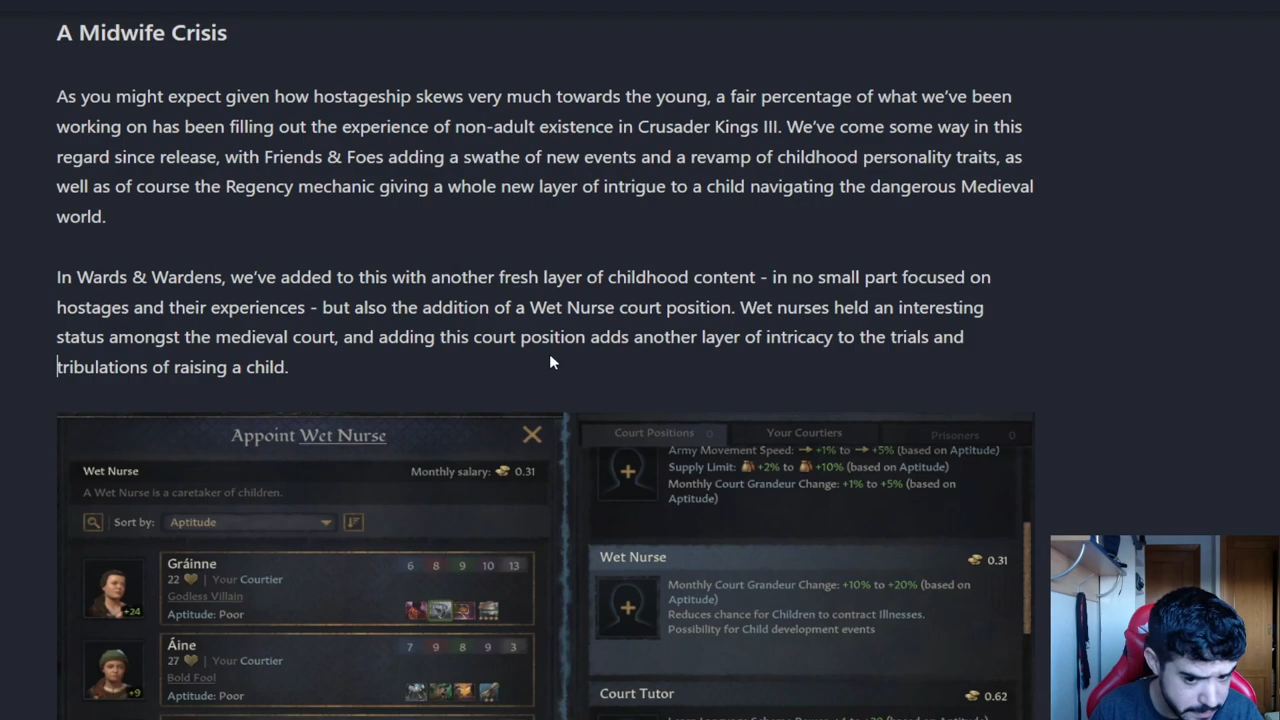 A Midwife Crisis
As you might expect given how hostageship skews very much towards the young, a fair percentage of what we've been
working on has been filling out the experience of non-adult existence in Crusader Kings III. We've come some way in this
regard since release, with Friends & Foes adding a swathe of new events and a revamp of childhood personality traits, as
well as of course the Regency mechanic giving a whole new layer of intrigue to a child navigating the dangerous Medieval
world.
In Wards & Wardens, we've added to this with another fresh layer of childhood content - in no small part focused on
hostages and their experiences - but also the addition of a Wet Nurse court position. Wet nurses held an interesting
status amongst the medieval court, and adding this court position adds another layer of intricacy to the trials and
tribulations of raising a child.
Appoint Wet Nurse
Wet Nurse Monthly salary: 0.31
A Wet Nurse is a caretaker of children.
Sort by: Aptitude
Gráinne 6 8 9 10 13
22 | Your Courtier
Godless Villain
+24
Aptitude: Poor
Áine 7 9 8 9 3
27 | Your Courtier
Bold Fool
+9
Aptitude: Poor
Court Positions 0 Your Courtiers Prisoners 0
Army Movement Speed: +1% to +5% (based on Aptitude)
Supply Limit: +2% to +10% (based on Aptitude)
Monthly Court Grandeur Change: +1% to +5% (based on
Aptitude)
Wet Nurse 0.31
Monthly Court Grandeur Change: +10% to +20% (based on
Aptitude)
Reduces chance for Children to contract Illnesses.
Possibility for Child development events
Court Tutor 0.62